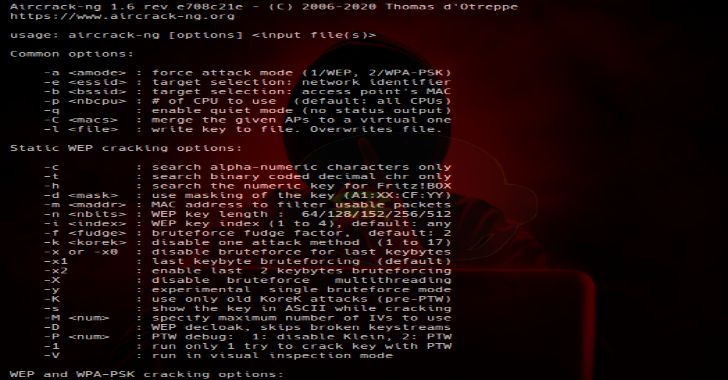 Aircrack-ng 1.6 rev e708c21e - (C) 2006-2020 Thomas d'Otreppe
https://www.aircrack-ng.org
usage: aircrack-ng [options] <input file(s)>
Common options:
-a <amode> : force attack mode (1/WEP, 2/WPA-PSK)
-e <essid> : target selection: network identifier
-b <bssid> : target selection: access point's MAC
-p <nbcpu> : # of CPU to use (default: all CPUs)
-q : enable quiet mode (no status output)
-C <macs> : merge the given APs to a virtual one
-l <file> : write key to file. Overwrites file.
Static WEP cracking options:
-c : search alpha-numeric characters only
-t : search binary coded decimal chr only
-h : search the numeric key for Fritz!BOX
-d <mask> : use masking of the key (A1:XX:CF:YY)
-m <maddr> : MAC address to filter usable packets
-n <nbits> : WEP key length : 64/128/152/256/512
-i <index> : WEP key index (1 to 4), default: any
-f <fudge> : bruteforce fudge factor, default: 2
-k <korek> : disable one attack method (1 to 17)
-x or -x0 : disable bruteforce for last keybytes
-x1 : last keybyte bruteforcing (default)
-x2 : enable last 2 keybytes bruteforcing
-X : disable bruteforce multithreading
-y : experimental single bruteforce mode
-K : use only old KoreK attacks (pre-PTW)
-s : show the key in ASCII while cracking
-M <num> : specify maximum number of IVs to use
-D : WEP decloak, skips broken keystreams
-P <num> : PTW debug: 1: disable Klein, 2: PTW
-1 : run only 1 try to crack key with PTW
-V : run in visual inspection mode
WEP and WPA-PSK cracking options: